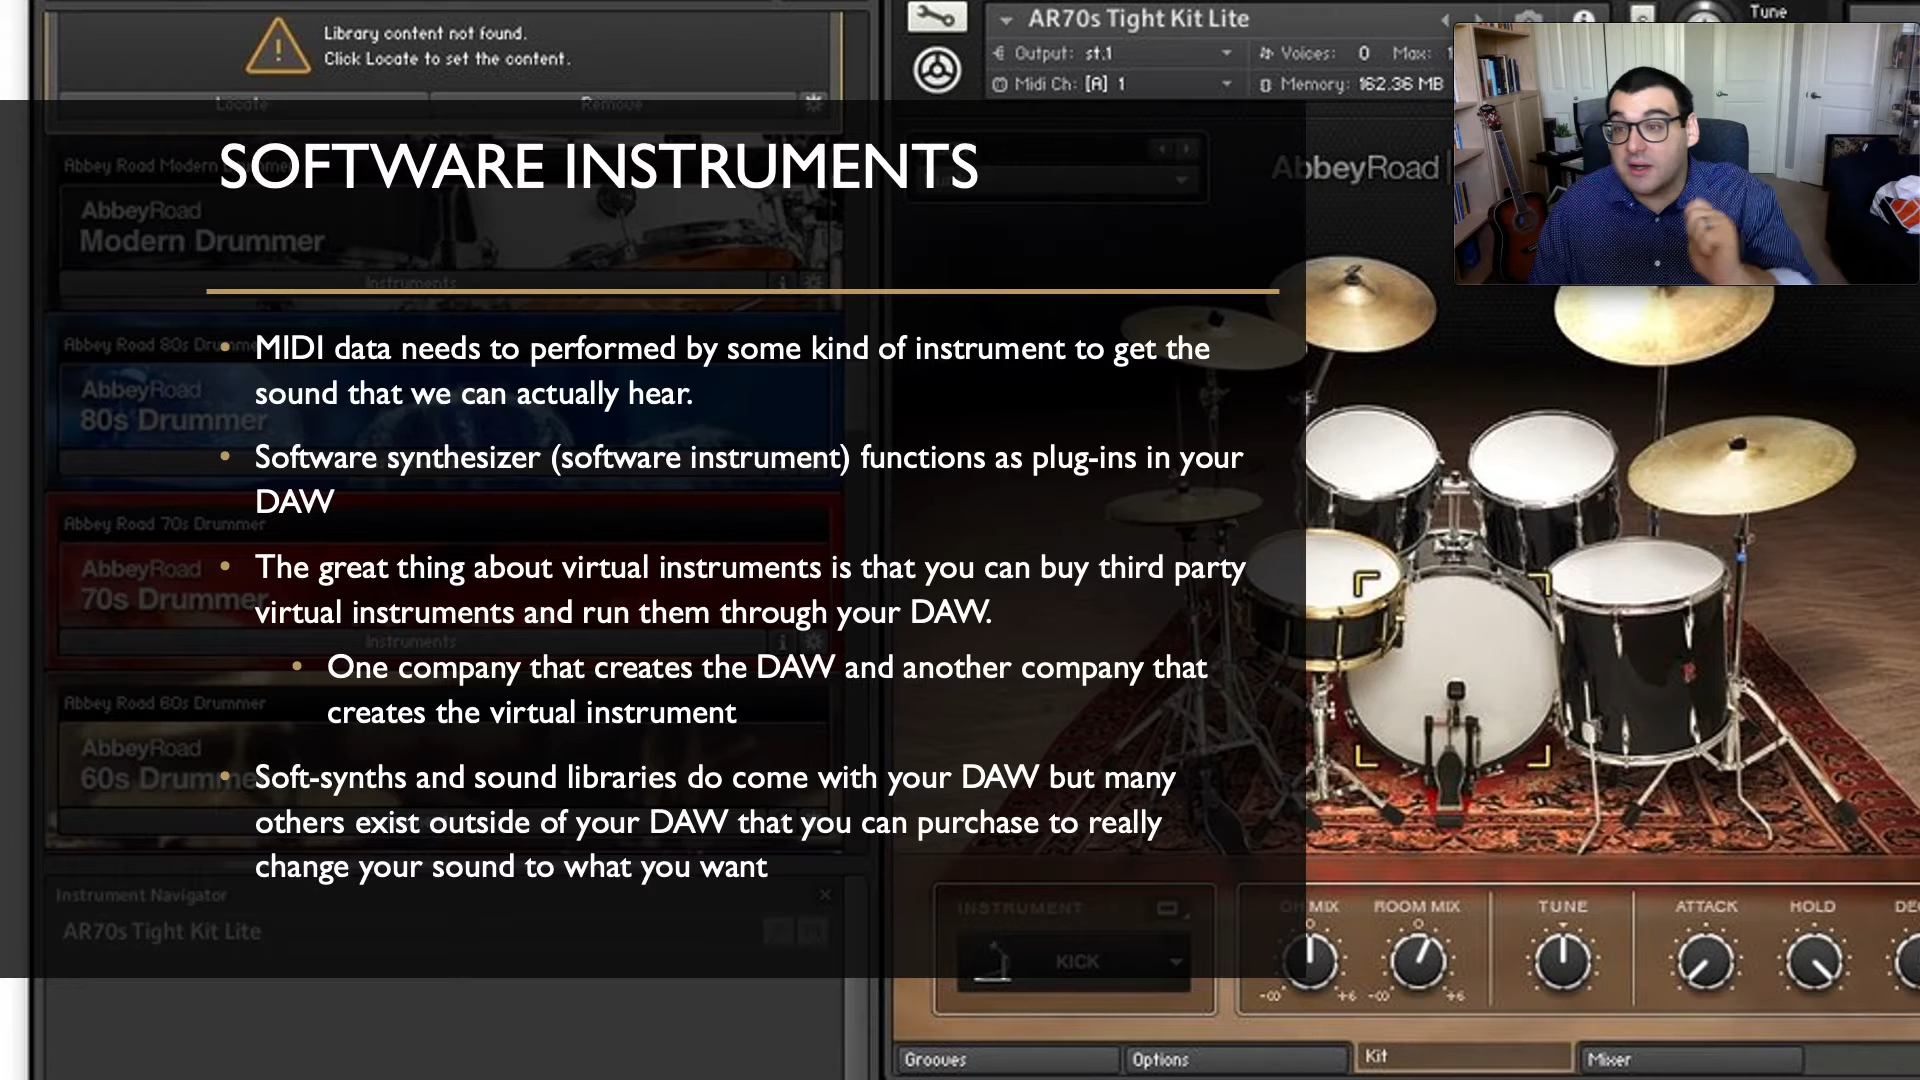 Library content not found.
Click Locate to set the content.
Locate
Remove
AR70s Tight Kit Lite
Output: st.1
Voices: 0 Max: 1
Midi Ch: [A] 1
Memory: 162.36 MB
Tune
SOFTWARE INSTRUMENTS
Abbey Road Modern
AbbeyRoad
Modern Drummer
Instruments
AbbeyRoad
• MIDI data needs to performed by some kind of instrument to get the
sound that we can actually hear.
• Software synthesizer (software instrument) functions as plug-ins in your
DAW
• The great thing about virtual instruments is that you can buy third party
virtual instruments and run them through your DAW.
• One company that creates the DAW and another company that
creates the virtual instrument
• Soft-synths and sound libraries do come with your DAW but many
others exist outside of your DAW that you can purchase to really
change your sound to what you want
Abbey Road 80s
AbbeyRoad
80s Drummer
Abbey Road 70s Drummer
AbbeyRoad
70s Drummer
Instruments
Abbey Road 60s Drummer
AbbeyRoad
60s
Instrument Navigator
AR70s Tight Kit Lite
INSTRUMENT
KICK
MIX
ROOM MIX
TUNE
ATTACK
HOLD
-∞ +6 -∞ +6
Grooves
Options
Kit
Mixer